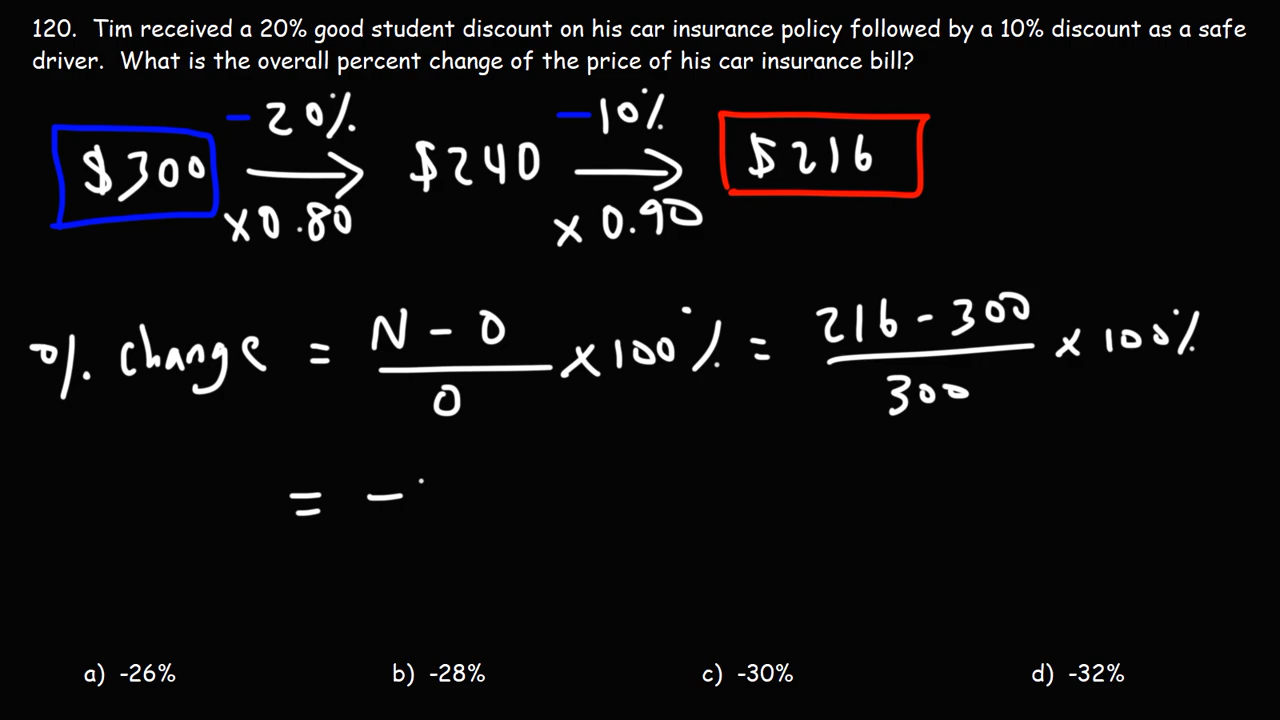 120. Tim received a 20% good student discount on his car insurance policy followed by a 10% discount as a safe
driver. What is the overall percent change of the price of his car insurance bill?
-20% -10%
$300 → $240 → $216
x0.80 x 0.90
% change = N - O / O x 100% = 216 - 300 / 300 x 100%
= -
a) -26% b) -28% c) -30% d) -32%